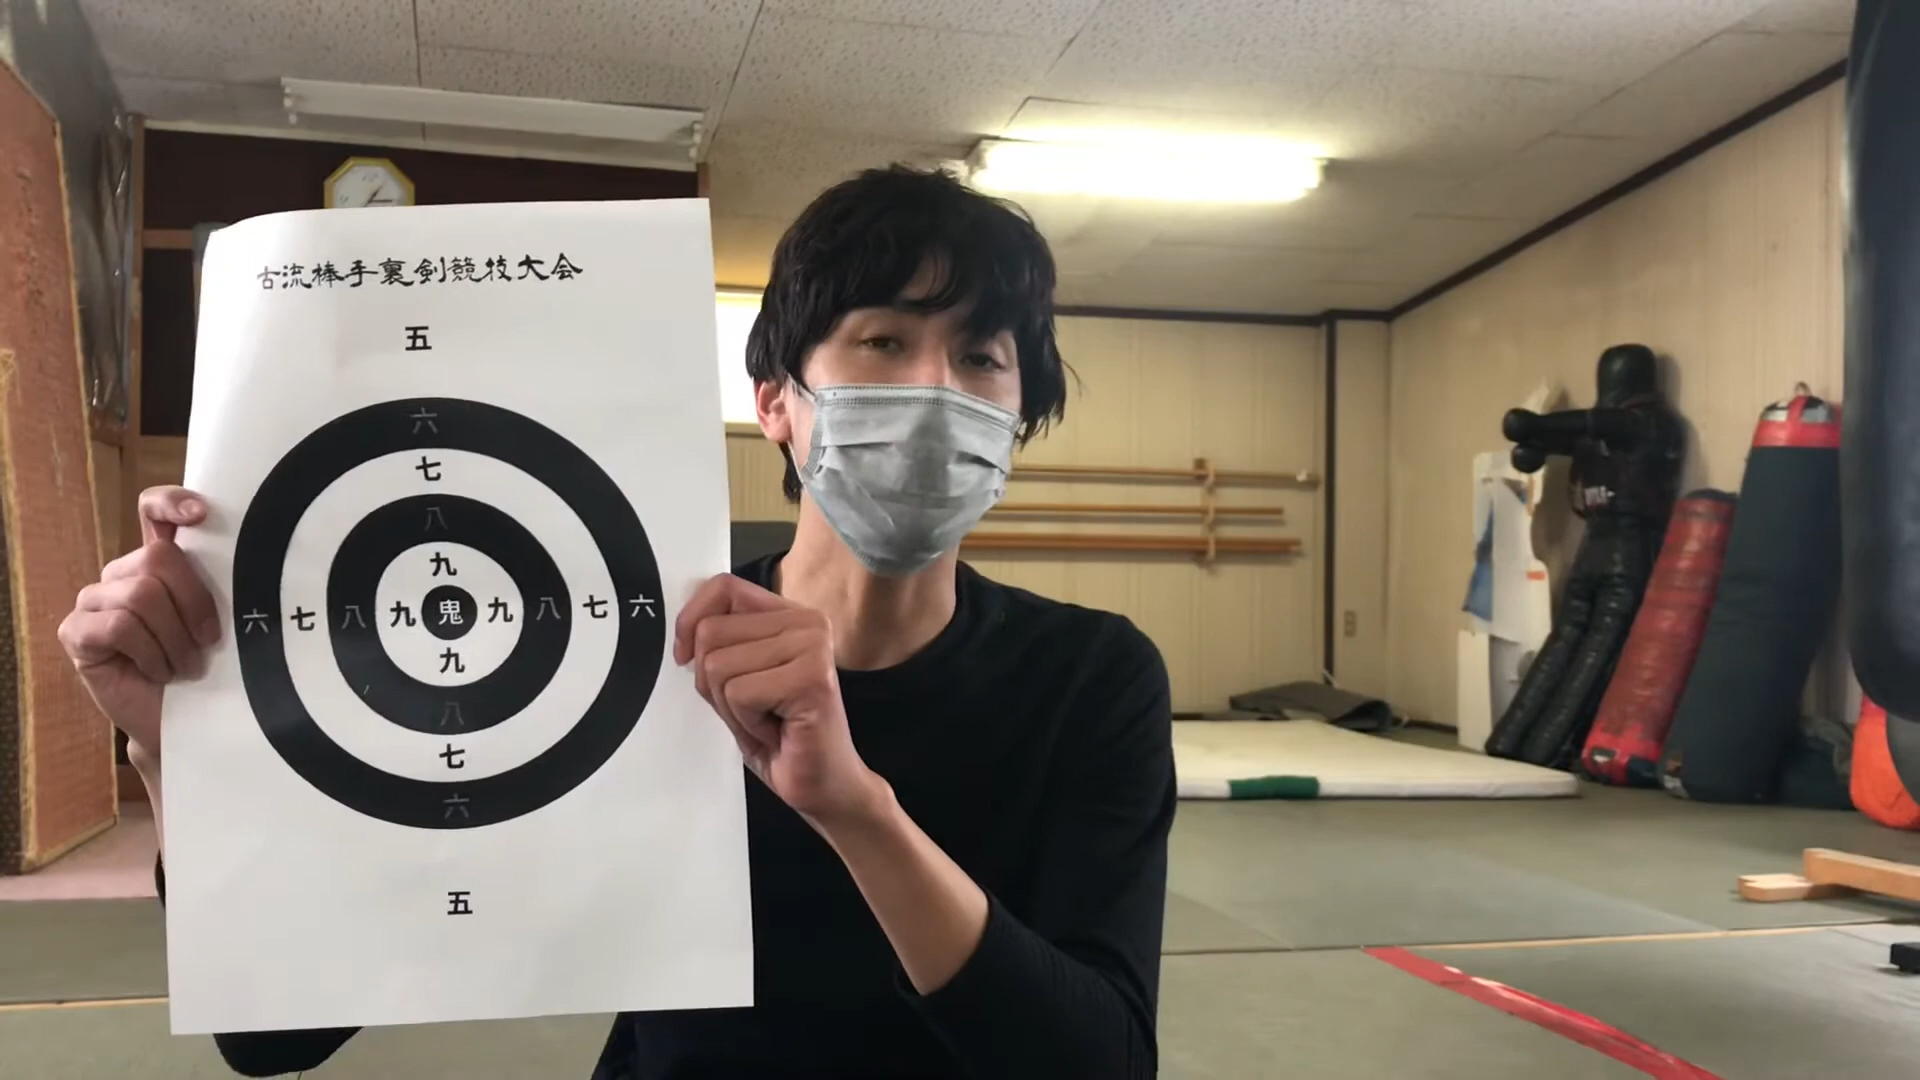 古流棒手裏剣競技大会
五
六
七
八
九
六 七 八 九 鬼 九 八 七 六
九
八
七
六
五